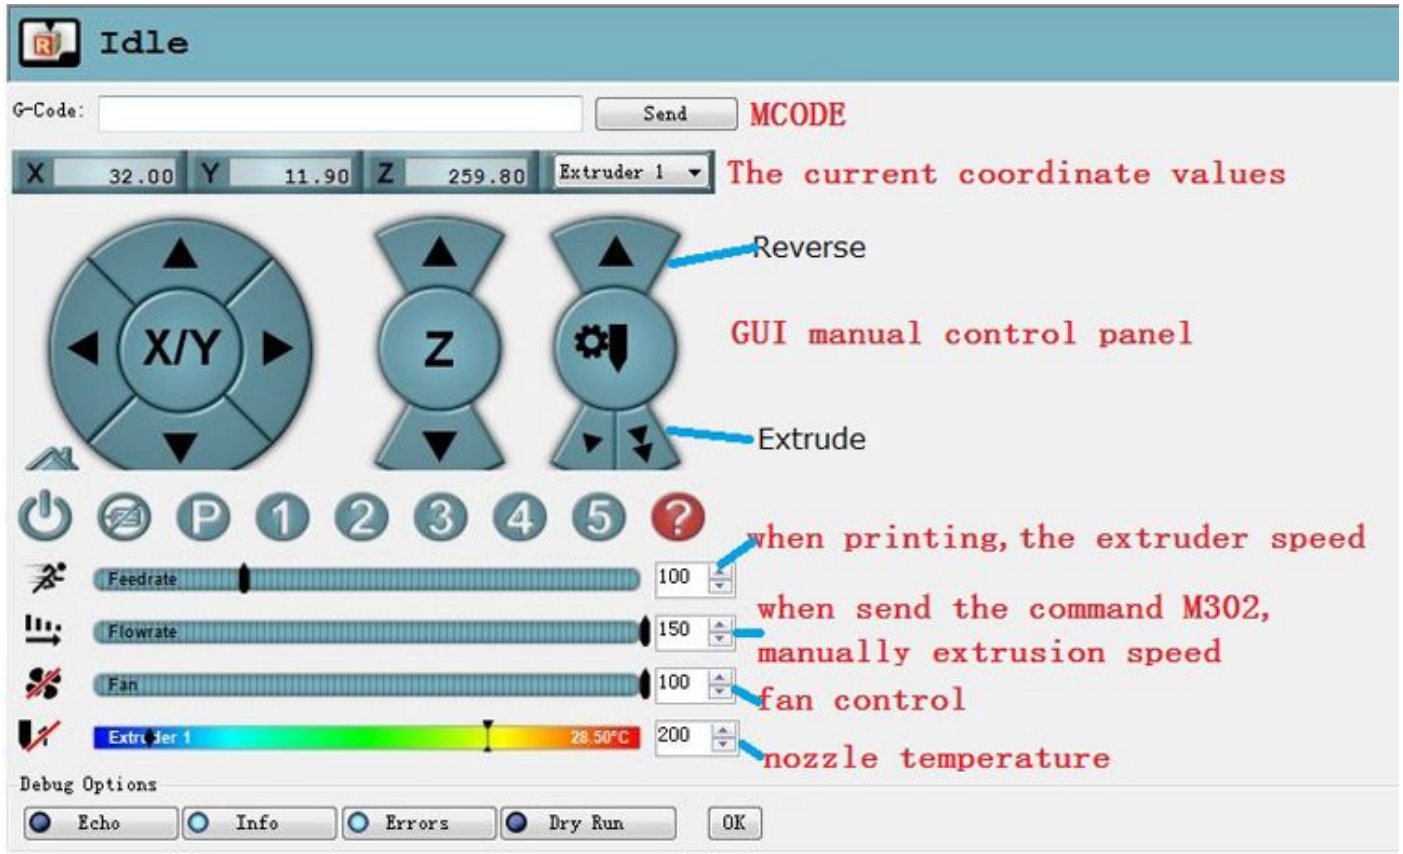 R Idle
G-Code: Send MCODE
X 32.00 Y 11.90 Z 259.80 Extruder 1 The current coordinate values
Reverse
X/Y Z GUI manual control panel
Extrude
P 1 2 3 4 5 ?
when printing, the extruder speed
Feedrate 100
when send the command M302,
Flowrate 150
manually extrusion speed
Fan 100 fan control
Extruder 1 28.50°C 200
nozzle temperature
Debug Options
Echo Info Errors Dry Run OK